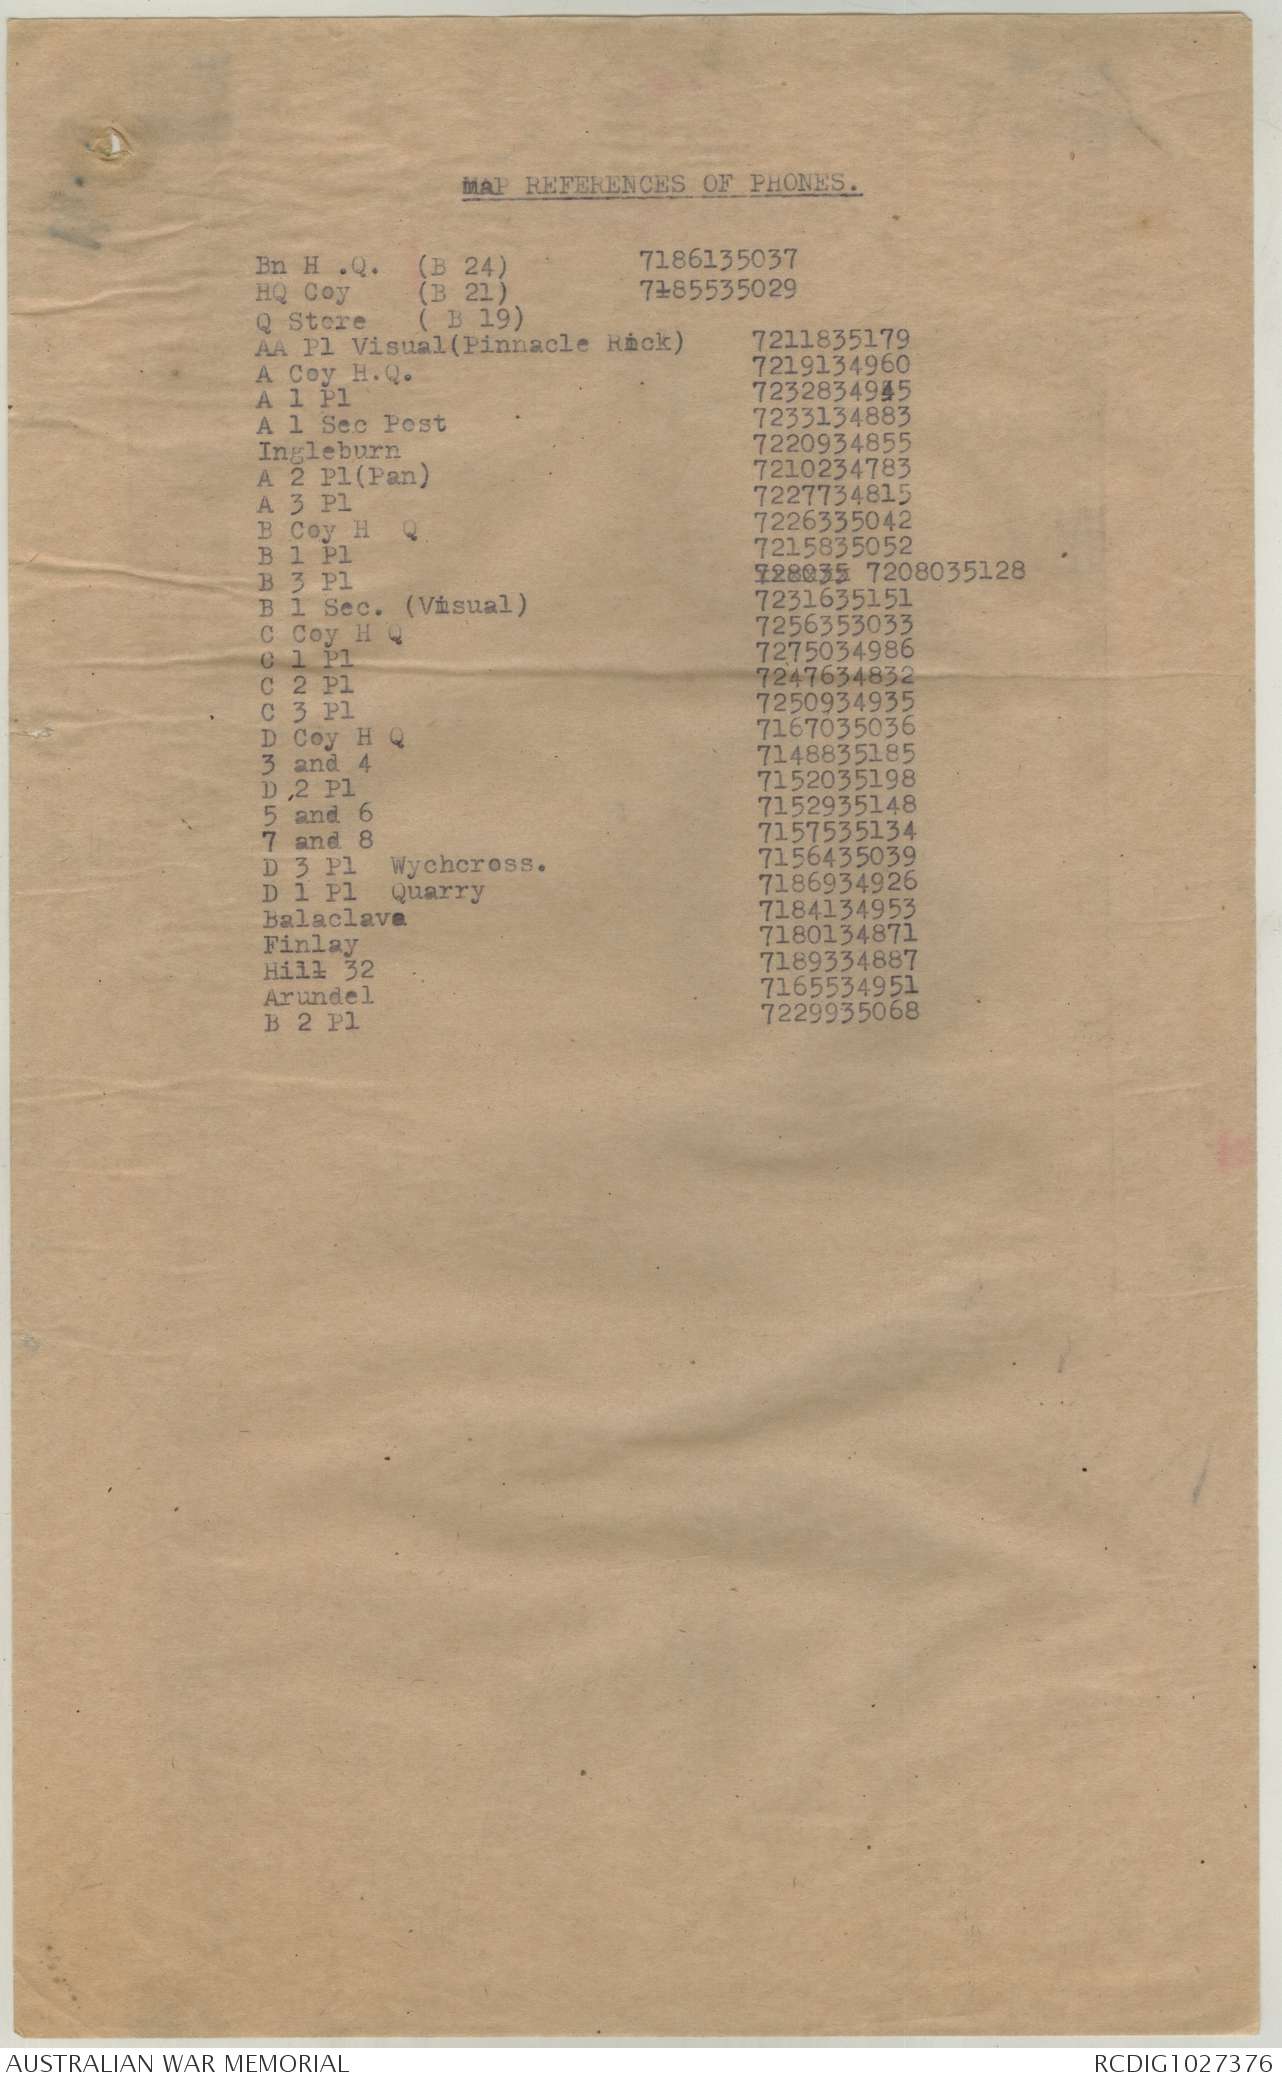 MAP REFERENCES OF PHONES.
Bn H .Q. (B 24) 7186135037
HQ Coy (B 21) 7185535029
Q Store ( B 19)
AA Pl Visual(Pinnacle Rock) 7211835179
A Coy H.Q. 7219134960
A 1 Pl 7232834945
A 1 Sec Post 7233134883
Ingleburn 7220934855
A 2 Pl(Pan) 7210234783
A 3 Pl 7227734815
B Coy H Q 7226335042
B 1 Pl 7215835052
B 3 Pl 728035 7208035128
B 1 Sec. (Visual) 7231635151
C Coy H Q 7256353033
C 1 Pl 7275034986
C 2 Pl 7247634832
C 3 Pl 7250934935
D Coy H Q 7167035036
3 and 4 7148835185
D ,2 Pl 7152035198
5 and 6 7152935148
7 and 8 7157535134
D 3 Pl Wychcross. 7156435039
D 1 Pl Quarry 7186934926
Balaclava 7184134953
Finlay 7180134871
Hill 32 7189334887
Arundel 7165534951
B 2 Pl 7229935068
AUSTRALIAN WAR MEMORIAL RCDIG1027376